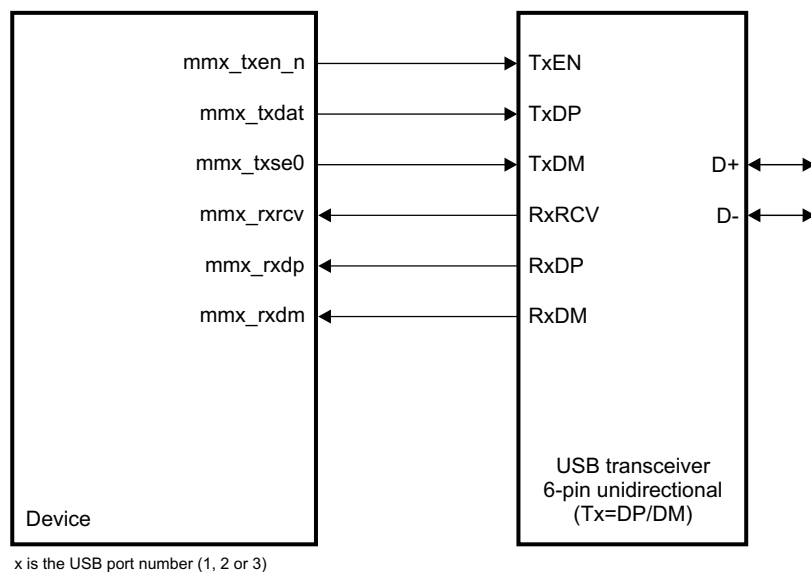 mmx_txen_n
TxEN
mmx_txdat
TxDP
mmx_txse0
TxDM
D+
mmx_rxrcv
RxRCV
D-
mmx_rxdp
RxDP
mmx_rxdm
RxDM
USB transceiver
6-pin unidirectional
(Tx=DP/DM)
Device
x is the USB port number (1, 2 or 3)